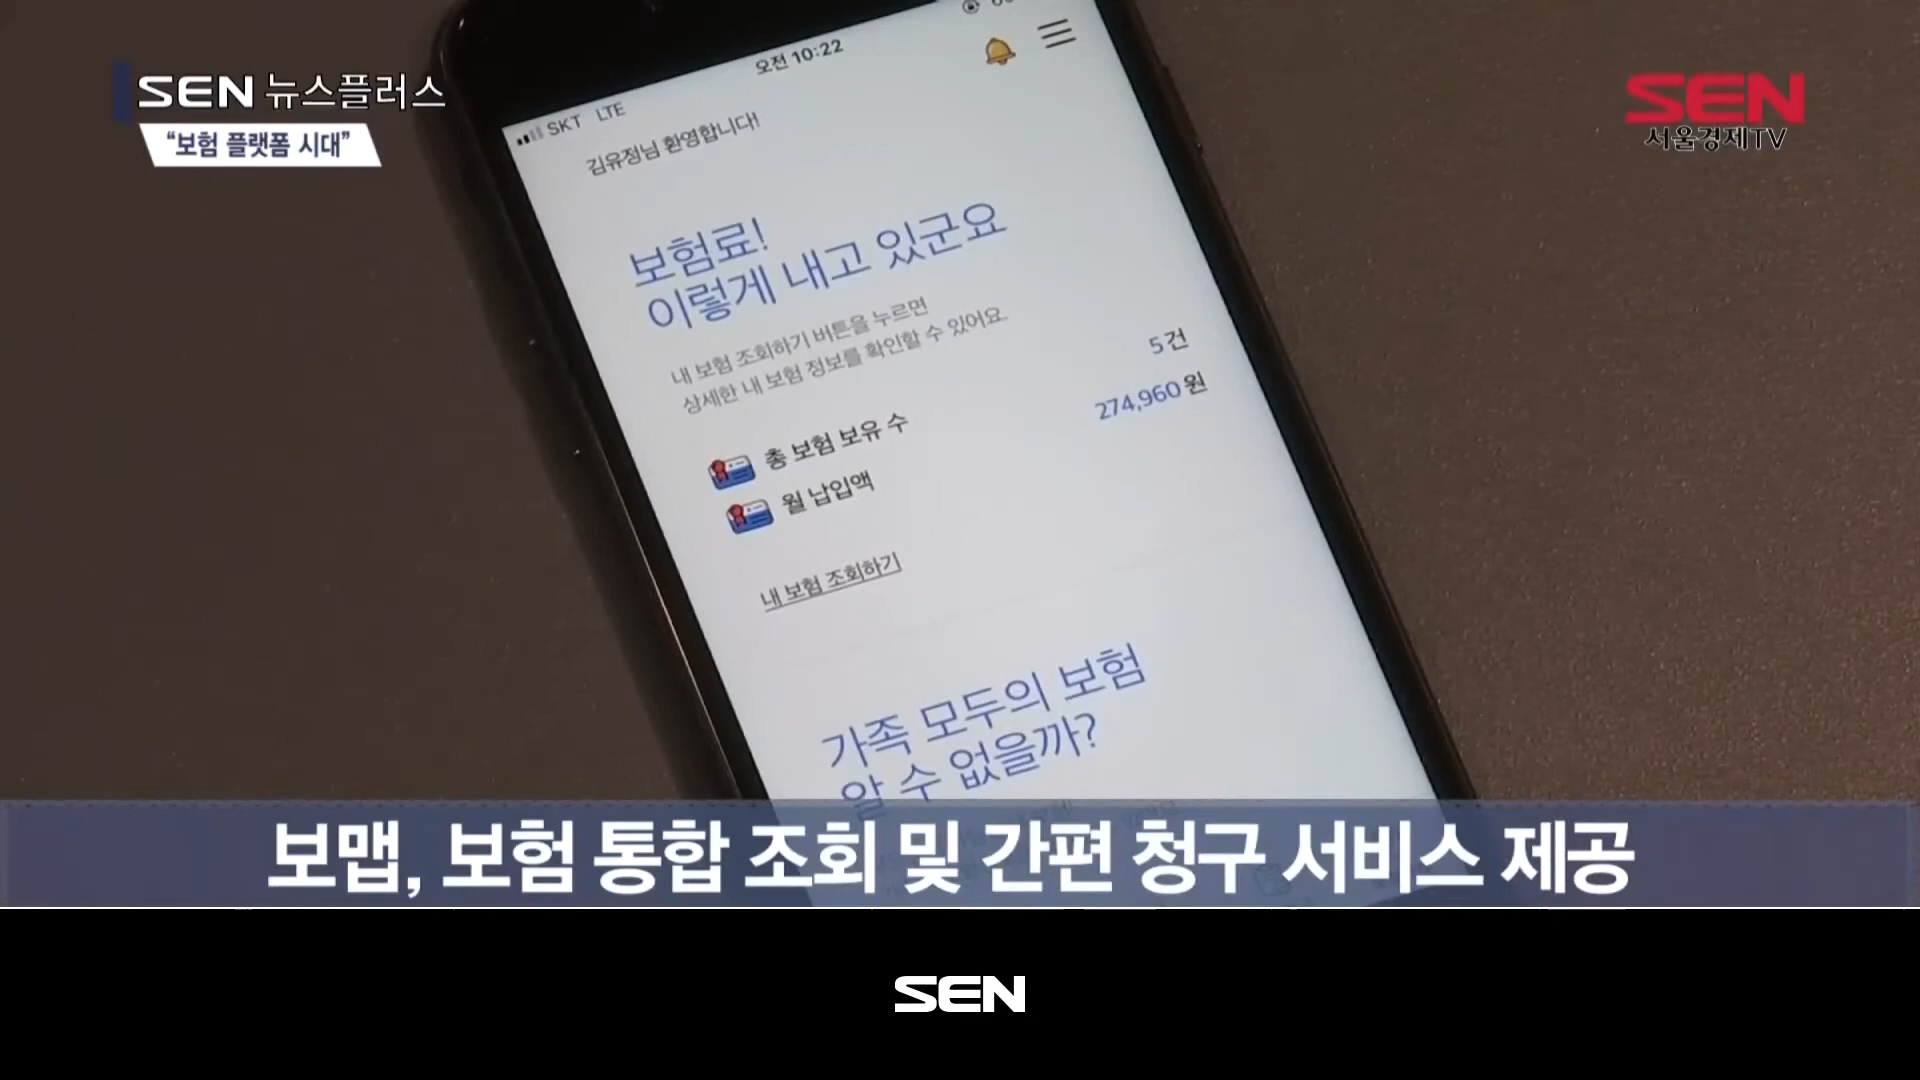 SEN 뉴스플러스
“보험 플랫폼 시대”
SEN
서울경제TV
SKT LTE
오전 10:22
김유정님 환영합니다!
보험료!
이렇게 내고 있군요
내 보험 조회하기 버튼을 누르면
상세한 내 보험 정보를 확인할 수 있어요.
총 보험 보유 수 5건
월 납입액 274,960원
내 보험 조회하기
가족 모두의 보험
알 수 없을까?
보맵, 보험 통합 조회 및 간편 청구 서비스 제공
SEN